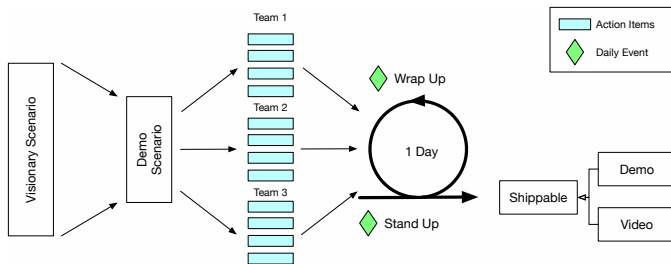 Visionary Scenario
Demo
Scenario
Team 1
Team 2
Team 3
Wrap Up
1 Day
Stand Up
Action Items
Daily Event
Shippable
Demo
Video